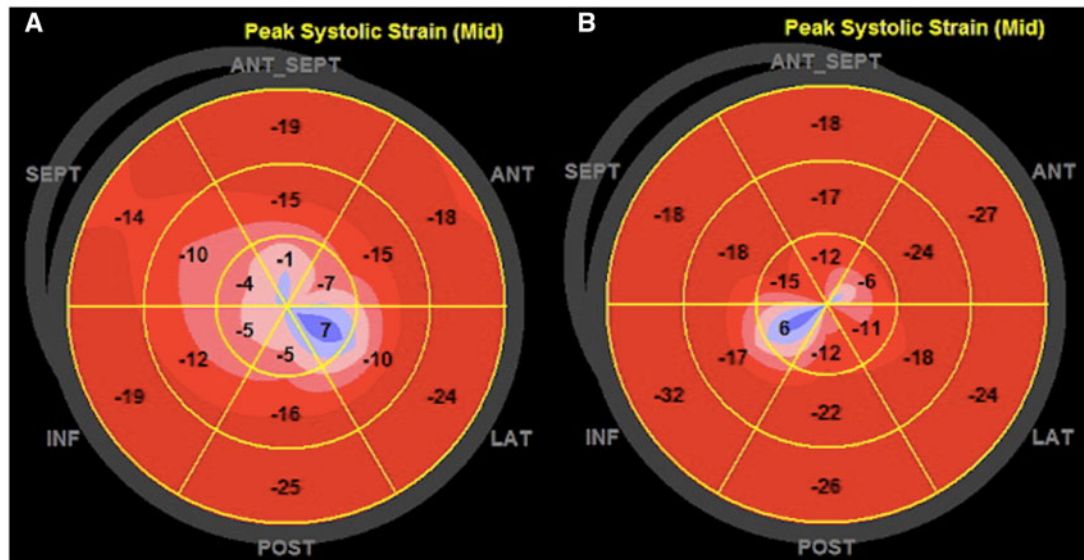 A
Peak Systolic Strain (Mid)
ANT_SEPT
SEPT
ANT
-19
-14
-18
-15
-10
-15
-1
-4
-7
-5
7
-5
-12
-10
-19
-24
-16
-25
INF
LAT
POST
B
Peak Systolic Strain (Mid)
ANT_SEPT
SEPT
ANT
-18
-18
-27
-17
-18
-24
-12
-15
-6
6
-11
-12
-17
-18
-32
-24
-22
-26
INF
LAT
POST